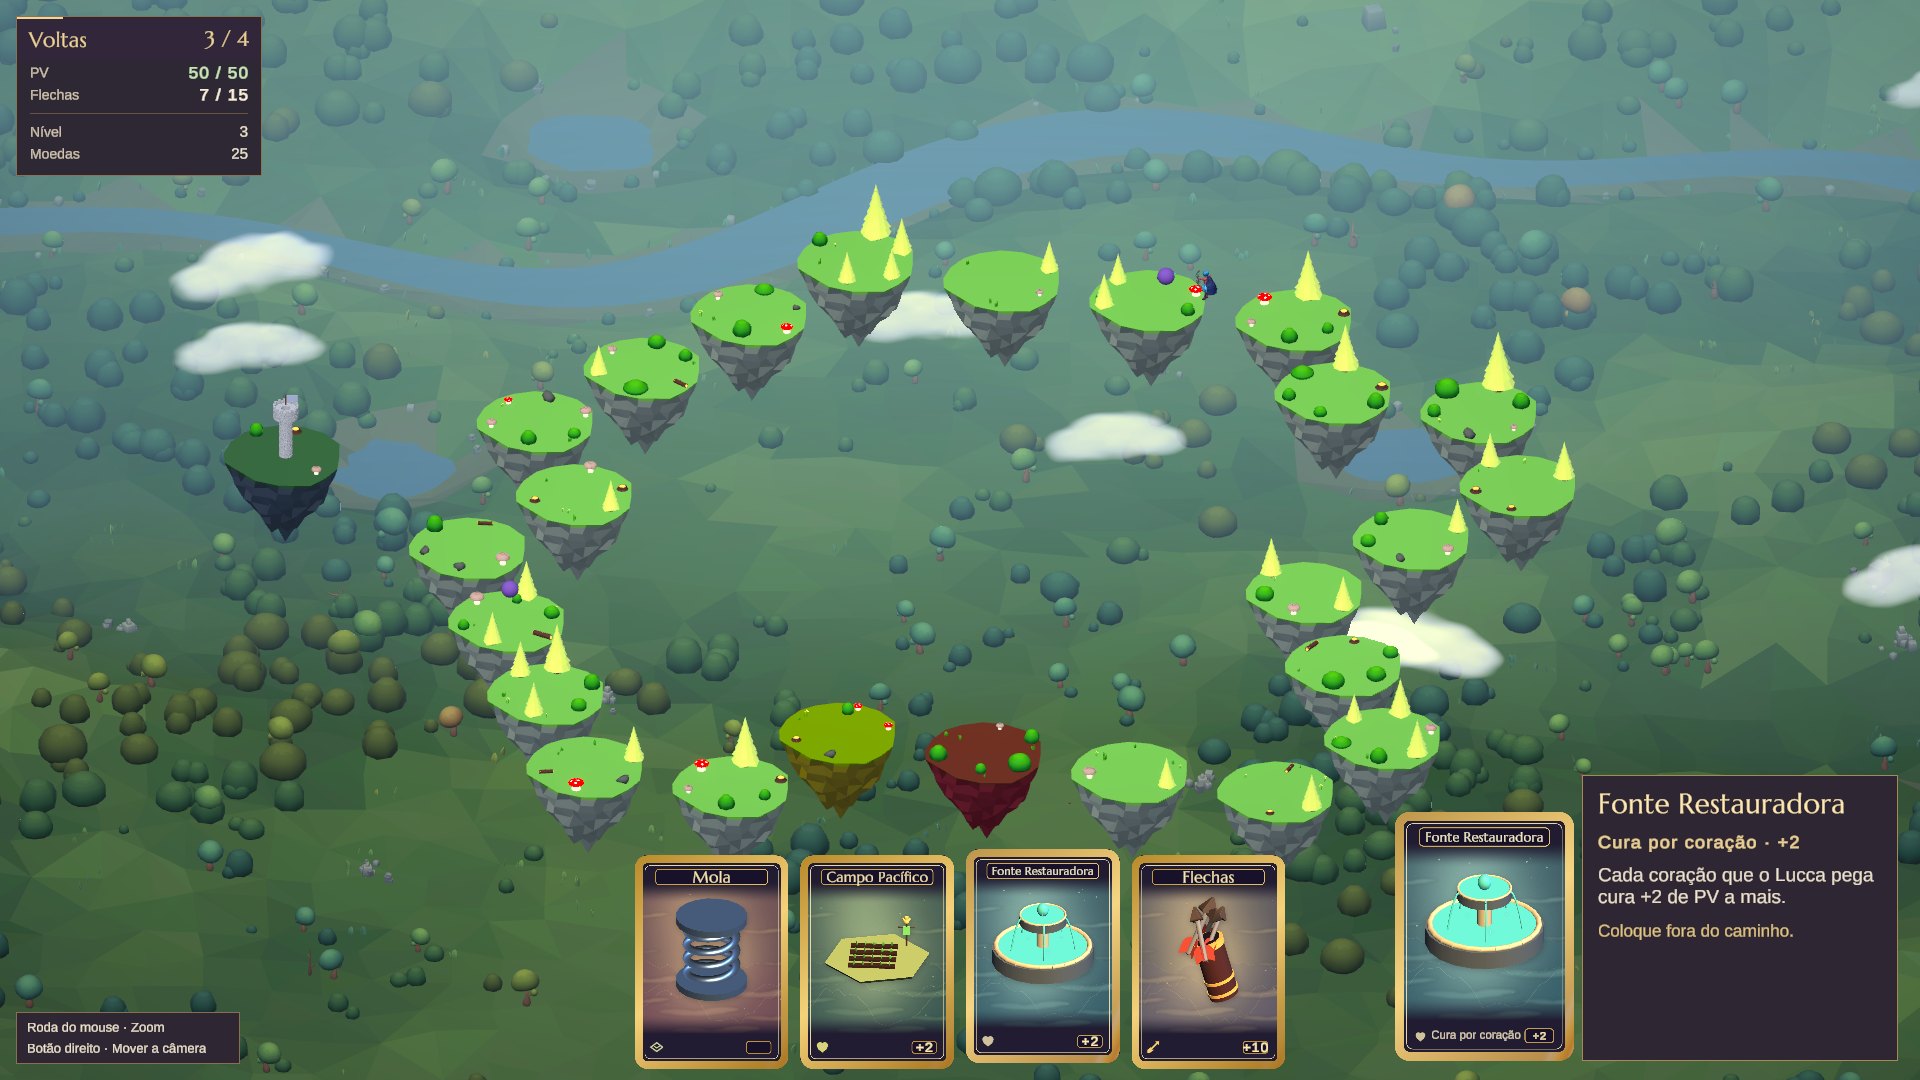 Voltas 3 / 4
PV 50 / 50
Flechas 7 / 15
Nível 3
Moedas 25
Mola
Campo Pacífico
+2
Fonte Restauradora
+2
Flechas
+10
Fonte Restauradora
Cura por coração +2
Fonte Restauradora
Cura por coração · +2
Cada coração que o Lucca pega
cura +2 de PV a mais.
Coloque fora do caminho.
Roda do mouse · Zoom
Botão direito · Mover a câmera